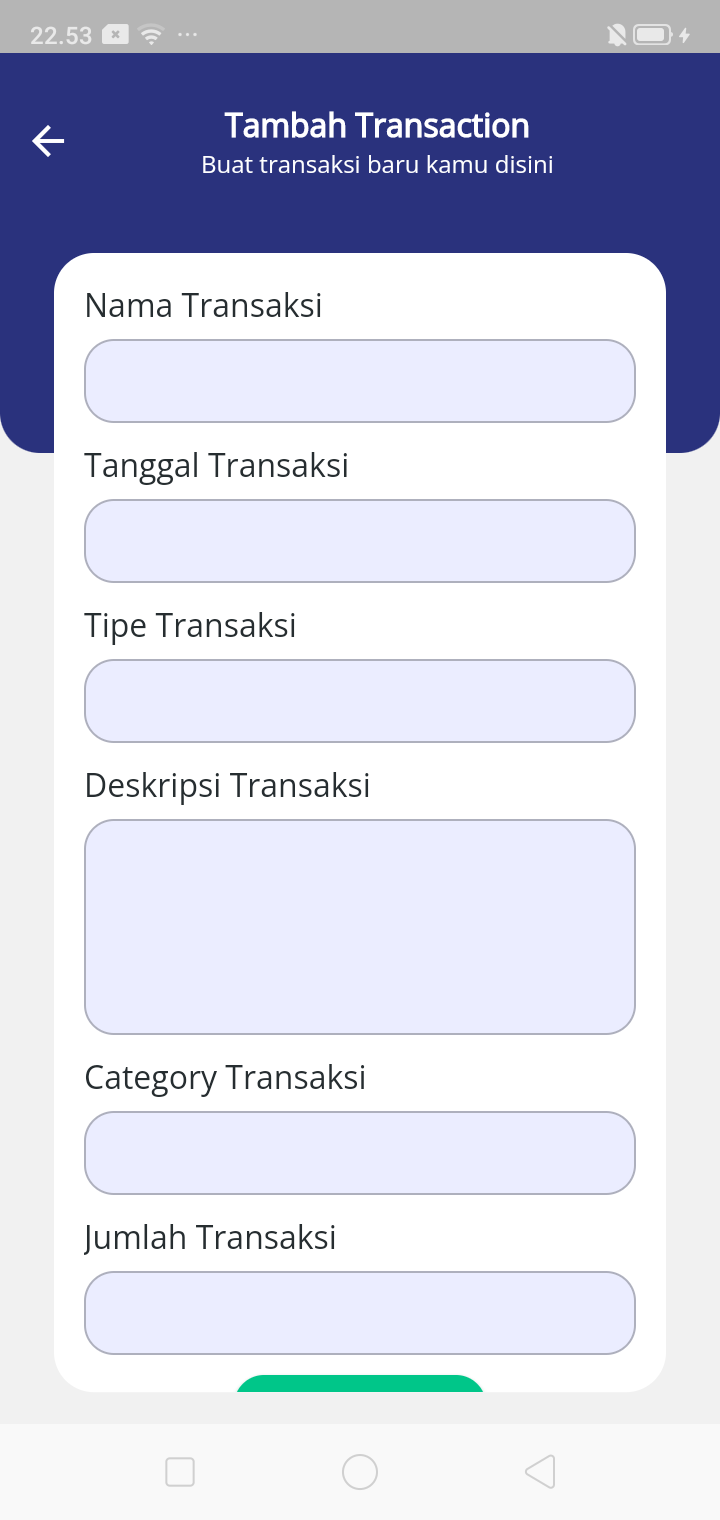 22.53
Tambah Transaction
Buat transaksi baru kamu disini
Nama Transaksi
Tanggal Transaksi
Tipe Transaksi
Deskripsi Transaksi
Category Transaksi
Jumlah Transaksi